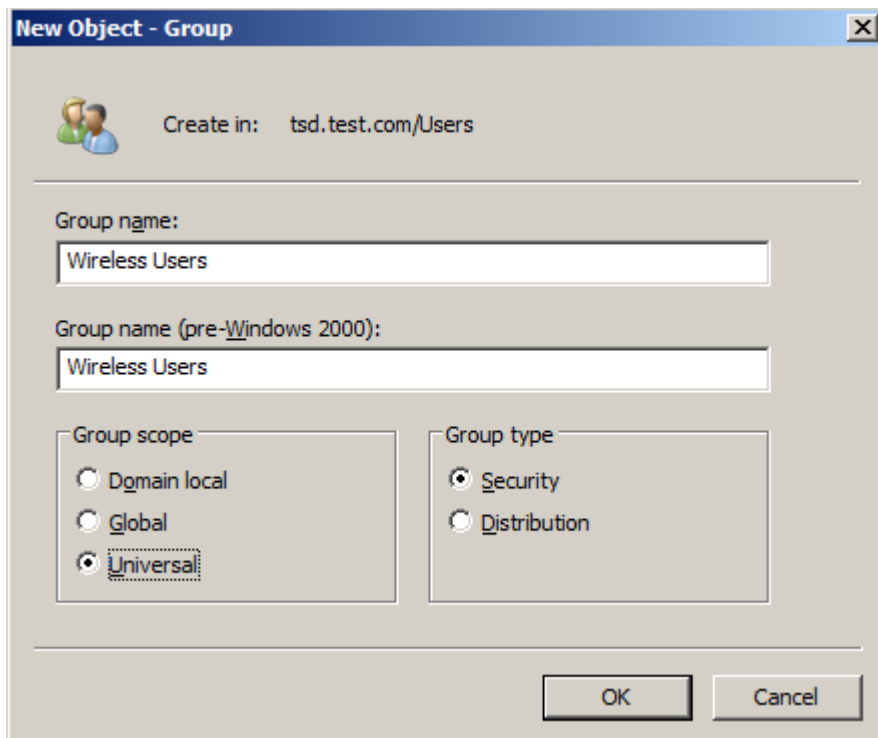 New Object - Group
Create in: tsd.test.com/Users
Group name:
Wireless Users
Group name (pre-Windows 2000):
Wireless Users
Group scope
Domain local
Global
Universal
Group type
Security
Distribution
OK Cancel